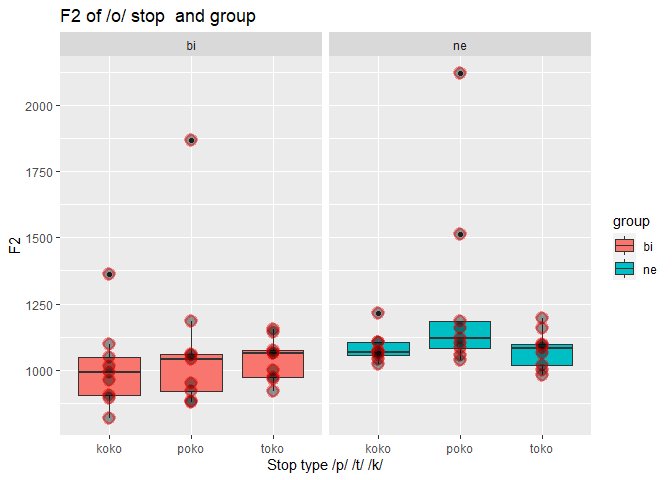 F2 of /o/ stop  and group
bi ne
2000
1750
1500
1250
1000
F2
koko poko toko koko poko toko
Stop type /p/ /t/ /k/
group
bi
ne